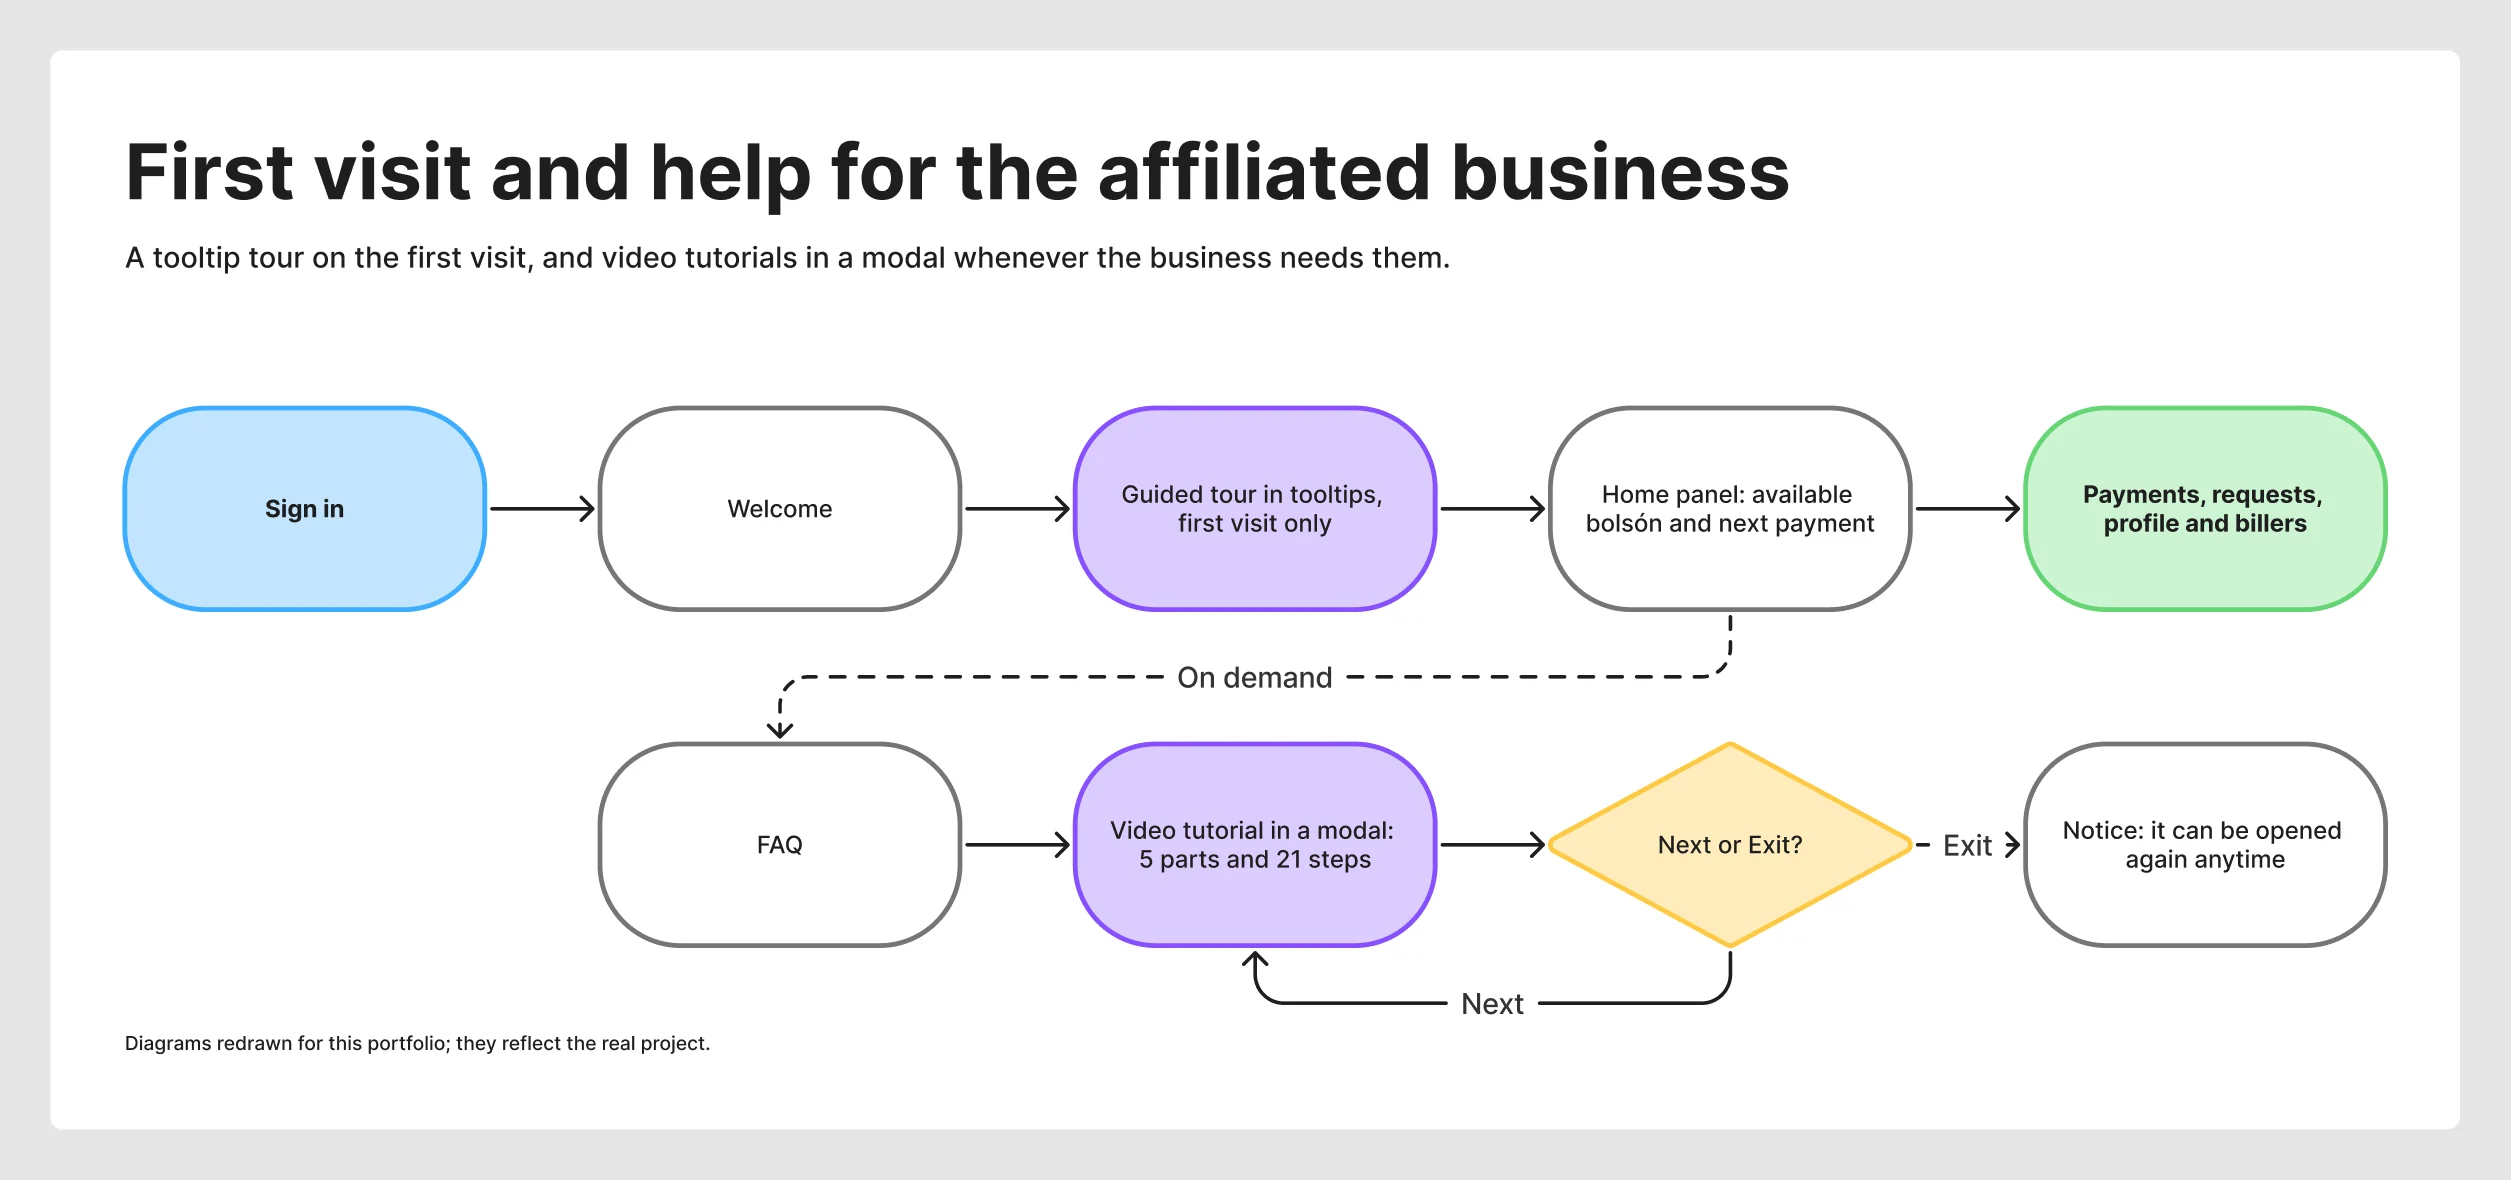 First visit and help for the affiliated business
A tooltip tour on the first visit, and video tutorials in a modal whenever the business needs them.
Sign in
Welcome
Guided tour in tooltips,
first visit only
Home panel: available
bolsón and next payment
Payments, requests,
profile and billers
On demand
FAQ
Video tutorial in a modal:
5 parts and 21 steps
Next or Exit?
Exit
Notice: it can be opened
again anytime
Next
Diagrams redrawn for this portfolio; they reflect the real project.